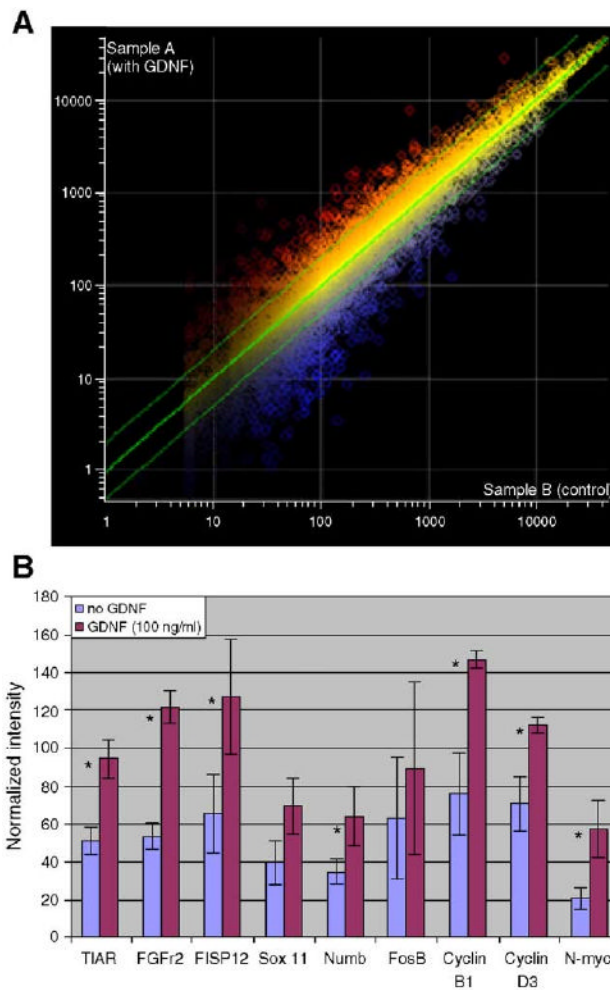 A
Sample A
(with GDNF)
10000
1000
100
10
1
Sample B (control)
1 10 100 1000 10000
B
180
160
140
120
100
80
60
40
20
0
Normalized intensity
no GDNF
GDNF (100 ng/ml)
* * * * * * *
TIAR FGFr2 FISP12 Sox 11 Numb FosB Cyclin B1 Cyclin D3 N-myc